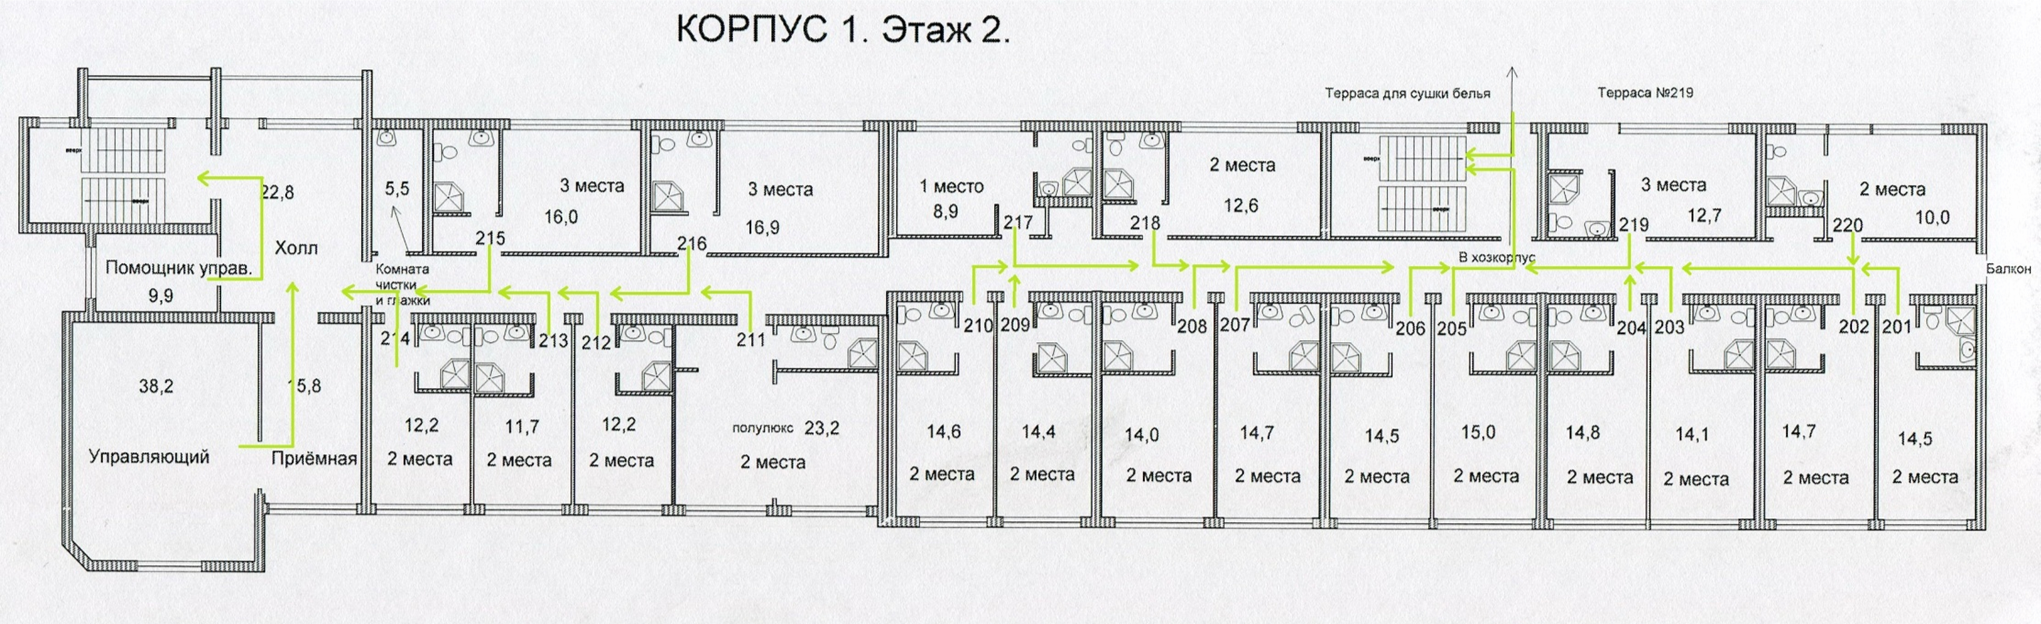 КОРПУС 1. Этаж 2.
Терраса для сушки белья
Терраса №219
вверх
вверх
22,8
Холл
Помощник управ.
9,9
5,5
Комната
чистки
и глажки
3 места
16,0
215
3 места
16,9
216
1 место
8,9
217
218
2 места
12,6
вверх
вверх
В хозкорпус
3 места
12,7
219
2 места
10,0
220
Балкон
38,2
Управляющий
15,8
Приёмная
214
12,2
2 места
213
11,7
2 места
212
12,2
2 места
211
полулюкс 23,2
2 места
210
14,6
2 места
209
14,4
2 места
208
14,0
2 места
207
14,7
2 места
206
14,5
2 места
205
15,0
2 места
204
14,8
2 места
203
14,1
2 места
202
14,7
2 места
201
14,5
2 места